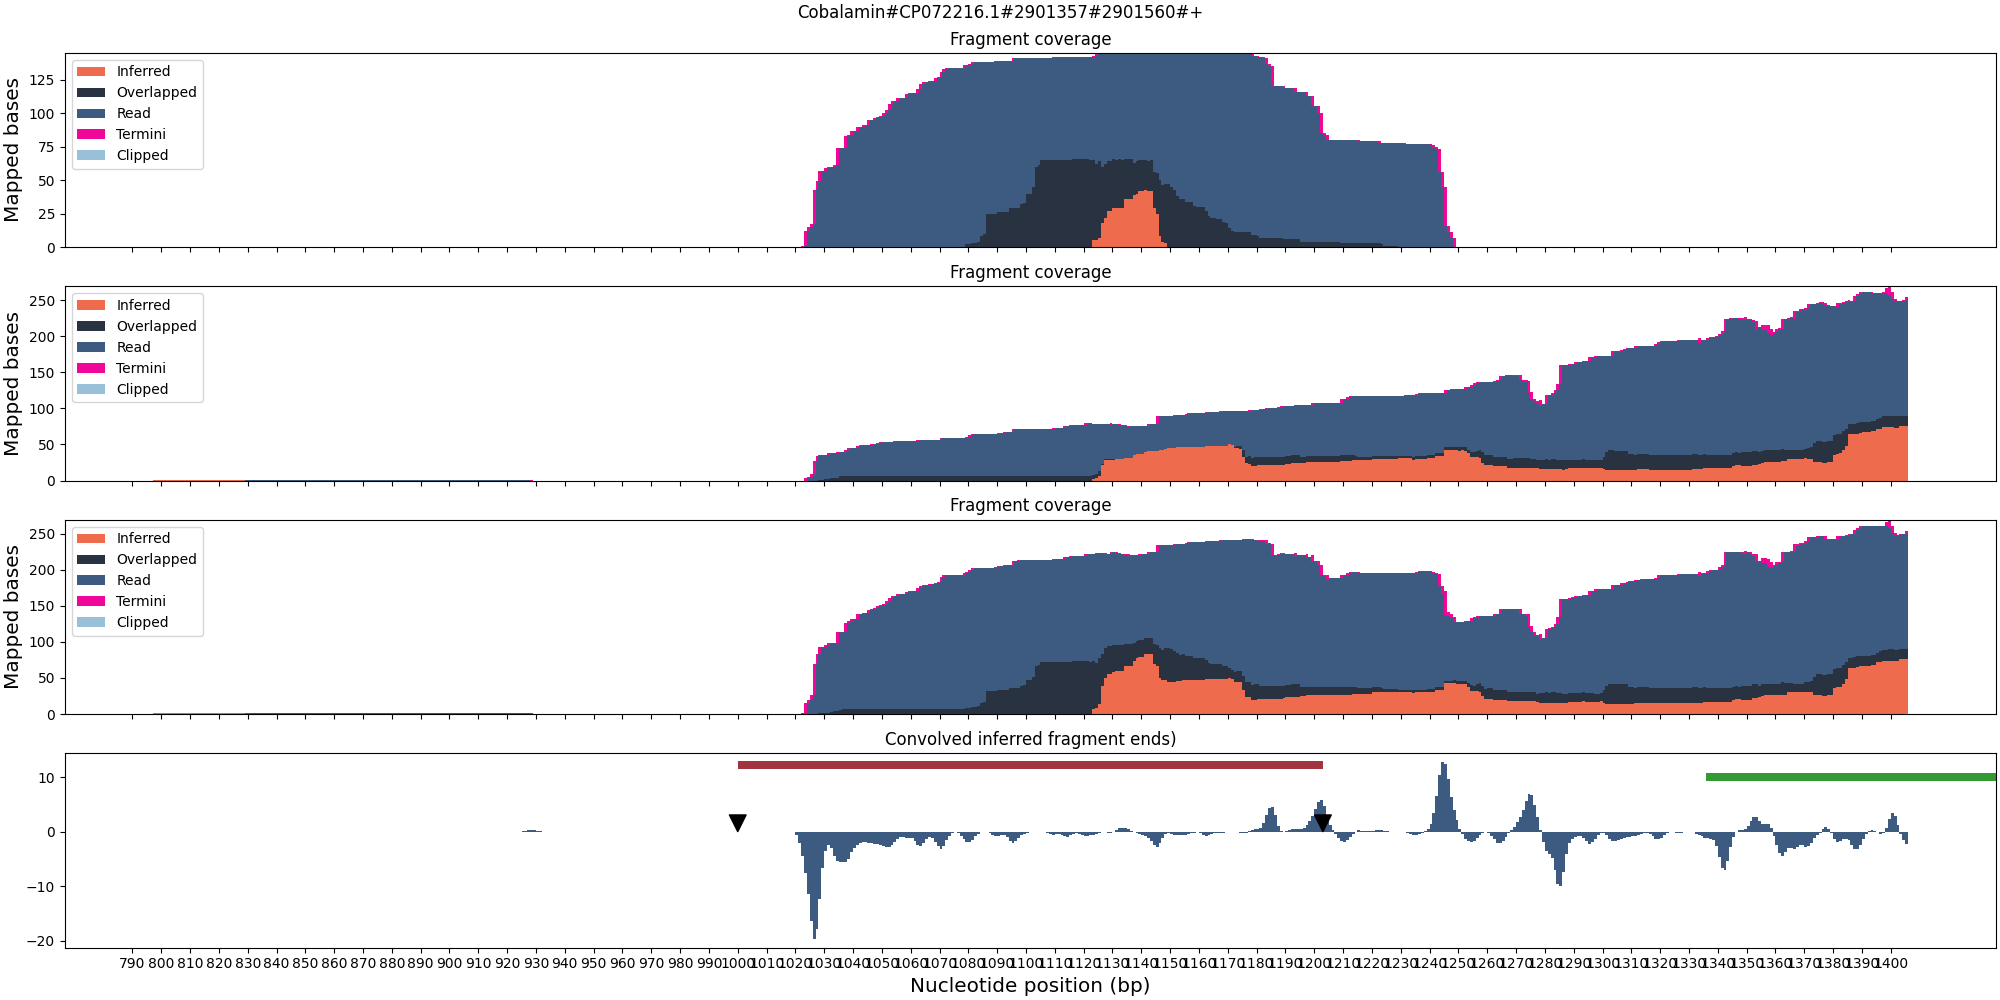 Cobalamin#CP072216.1#2901357#2901560#+
Fragment coverage
Mapped bases
125
100
75
50
25
0
Inferred
Overlapped
Read
Termini
Clipped
Fragment coverage
Mapped bases
250
200
150
100
50
0
Inferred
Overlapped
Read
Termini
Clipped
Fragment coverage
Mapped bases
250
200
150
100
50
0
Inferred
Overlapped
Read
Termini
Clipped
Convolved inferred fragment ends)
10
0
−10
−20
790 800 810 820 830 840 850 860 870 880 890 900 910 920 930 940 950 960 970 980 990 1000 1010 1020 1030 1040 1050 1060 1070 1080 1090 1100 1110 1120 1130 1140 1150 1160 1170 1180 1190 1200 1210 1220 1230 1240 1250 1260 1270 1280 1290 1300 1310 1320 1330 1340 1350 1360 1370 1380 1390 1400
Nucleotide position (bp)